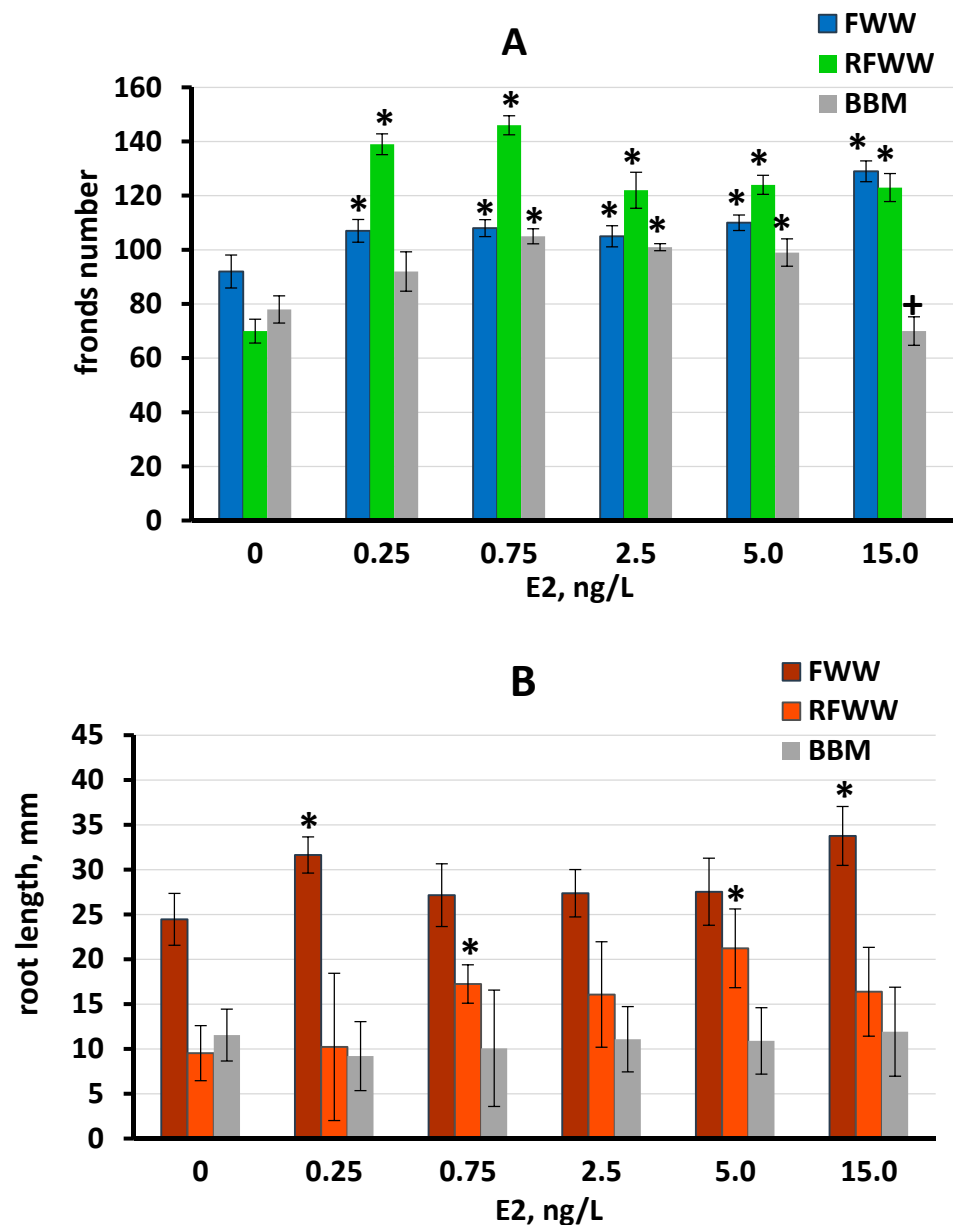 A
FWW
RFWW
BBM
fronds number
160
140
120
100
80
60
40
20
0
* * * * * * * * * * * * * +
0 0.25 0.75 2.5 5.0 15.0
E2, ng/L
B
FWW
RFWW
BBM
root length, mm
45
40
35
30
25
20
15
10
5
0
* * * *
0 0.25 0.75 2.5 5.0 15.0
E2, ng/L